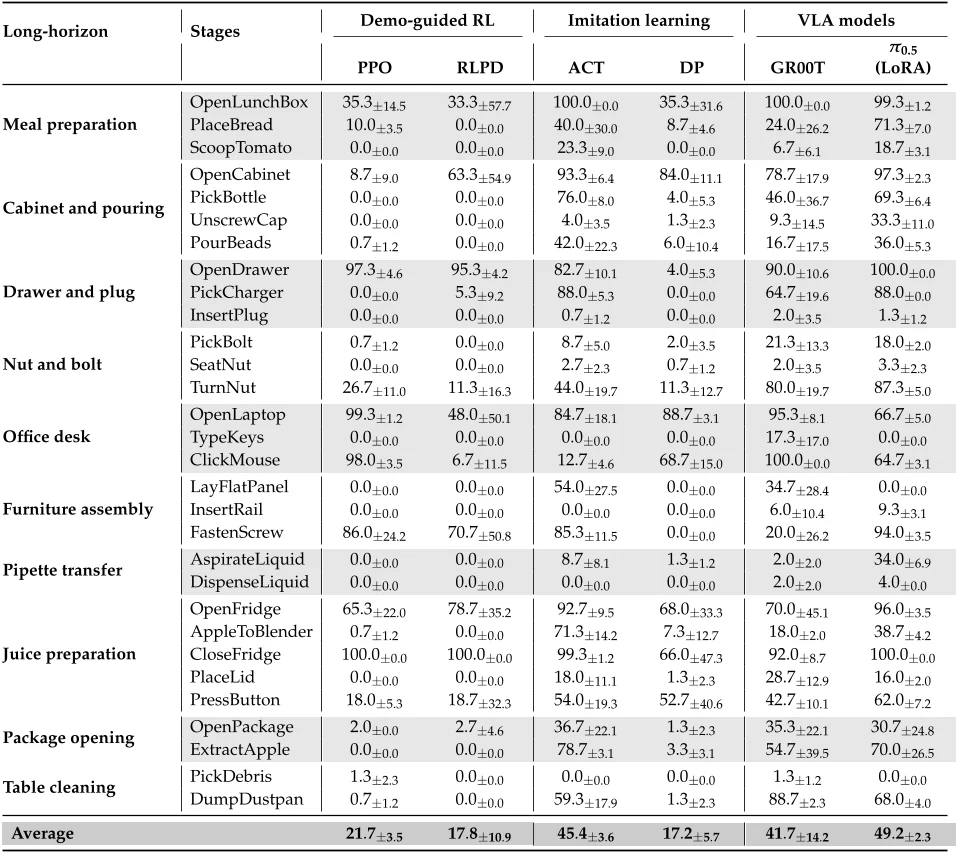 Long-horizon Stages Demo-guided RL Imitation learning VLA models
PPO RLPD ACT DP GR00T π0.5 (LoRA)
Meal preparation
OpenLunchBox 35.3±14.5 33.3±57.7 100.0±0.0 35.3±31.6 100.0±0.0 99.3±1.2
PlaceBread 10.0±3.5 0.0±0.0 40.0±30.0 8.7±4.6 24.0±26.2 71.3±7.0
ScoopTomato 0.0±0.0 0.0±0.0 23.3±9.0 0.0±0.0 6.7±6.1 18.7±3.1
Cabinet and pouring
OpenCabinet 8.7±9.0 63.3±54.9 93.3±6.4 84.0±11.1 78.7±17.9 97.3±2.3
PickBottle 0.0±0.0 0.0±0.0 76.0±8.0 4.0±5.3 46.0±36.7 69.3±6.4
UnscrewCap 0.0±0.0 0.0±0.0 4.0±3.5 1.3±2.3 9.3±14.5 33.3±11.0
PourBeads 0.7±1.2 0.0±0.0 42.0±22.3 6.0±10.4 16.7±17.5 36.0±5.3
Drawer and plug
OpenDrawer 97.3±4.6 95.3±4.2 82.7±10.1 4.0±5.3 90.0±10.6 100.0±0.0
PickCharger 0.0±0.0 5.3±9.2 88.0±5.3 0.0±0.0 64.7±19.6 88.0±0.0
InsertPlug 0.0±0.0 0.0±0.0 0.7±1.2 0.0±0.0 2.0±3.5 1.3±1.2
Nut and bolt
PickBolt 0.7±1.2 0.0±0.0 8.7±5.0 2.0±3.5 21.3±13.3 18.0±2.0
SeatNut 0.0±0.0 0.0±0.0 2.7±2.3 0.7±1.2 2.0±3.5 3.3±2.3
TurnNut 26.7±11.0 11.3±16.3 44.0±19.7 11.3±12.7 80.0±19.7 87.3±5.0
Office desk
OpenLaptop 99.3±1.2 48.0±50.1 84.7±18.1 88.7±3.1 95.3±8.1 66.7±5.0
TypeKeys 0.0±0.0 0.0±0.0 0.0±0.0 0.0±0.0 17.3±17.0 0.0±0.0
ClickMouse 98.0±3.5 6.7±11.5 12.7±4.6 68.7±15.0 100.0±0.0 64.7±3.1
Furniture assembly
LayFlatPanel 0.0±0.0 0.0±0.0 54.0±27.5 0.0±0.0 34.7±28.4 0.0±0.0
InsertRail 0.0±0.0 0.0±0.0 0.0±0.0 0.0±0.0 6.0±10.4 9.3±3.1
FastenScrew 86.0±24.2 70.7±50.8 85.3±11.5 0.0±0.0 20.0±26.2 94.0±3.5
Pipette transfer
AspirateLiquid 0.0±0.0 0.0±0.0 8.7±8.1 1.3±1.2 2.0±2.0 34.0±6.9
DispenseLiquid 0.0±0.0 0.0±0.0 0.0±0.0 0.0±0.0 2.0±2.0 4.0±0.0
Juice preparation
OpenFridge 65.3±22.0 78.7±35.2 92.7±9.5 68.0±33.3 70.0±45.1 96.0±3.5
AppleToBlender 0.7±1.2 0.0±0.0 71.3±14.2 7.3±12.7 18.0±2.0 38.7±4.2
CloseFridge 100.0±0.0 100.0±0.0 99.3±1.2 66.0±47.3 92.0±8.7 100.0±0.0
PlaceLid 0.0±0.0 0.0±0.0 18.0±11.1 1.3±2.3 28.7±12.9 16.0±2.0
PressButton 18.0±5.3 18.7±32.3 54.0±19.3 52.7±40.6 42.7±10.1 62.0±7.2
Package opening
OpenPackage 2.0±0.0 2.7±4.6 36.7±22.1 1.3±2.3 35.3±22.1 30.7±24.8
ExtractApple 0.0±0.0 0.0±0.0 78.7±3.1 3.3±3.1 54.7±39.5 70.0±26.5
Table cleaning
PickDebris 1.3±2.3 0.0±0.0 0.0±0.0 0.0±0.0 1.3±1.2 0.0±0.0
DumpDustpan 0.7±1.2 0.0±0.0 59.3±17.9 1.3±2.3 88.7±2.3 68.0±4.0
Average 21.7±3.5 17.8±10.9 45.4±3.6 17.2±5.7 41.7±14.2 49.2±2.3